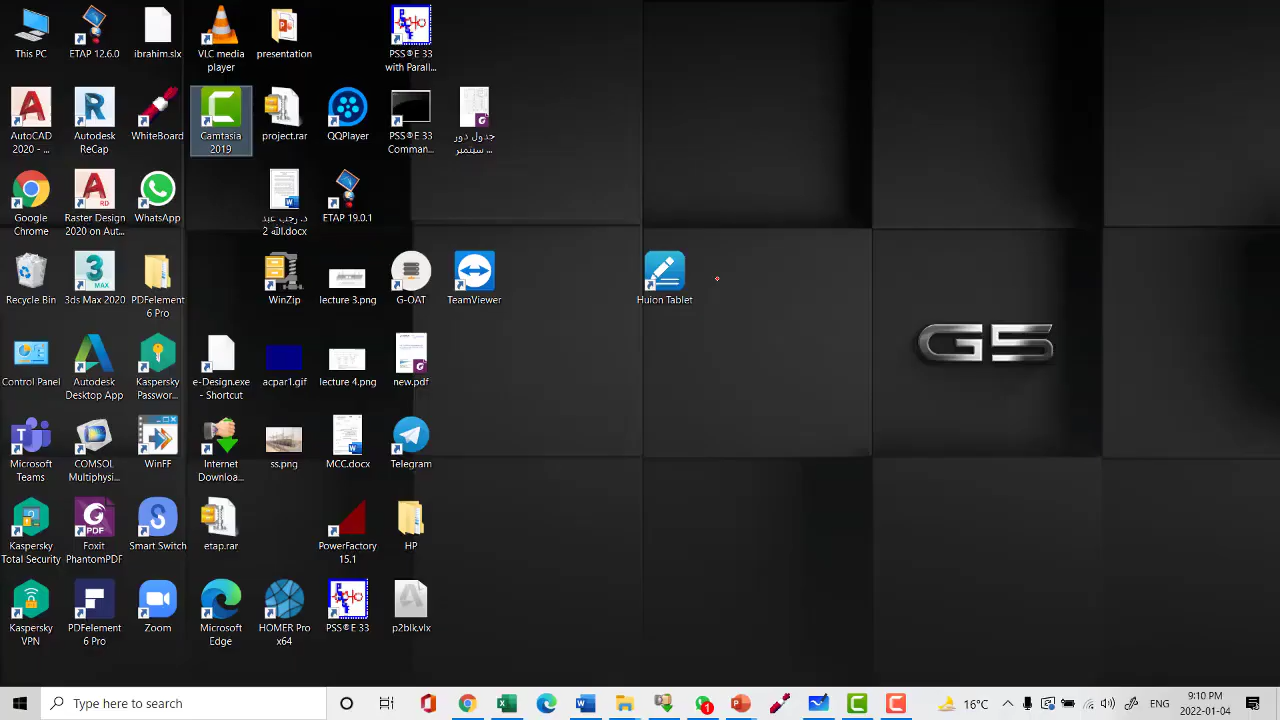 This PC
ETAP 12.6.0
ibrahim.slx
VLC media
player
presentation
PSS®E 33
with Parall...
AutoCAD
2020 - ...
Autodesk
ReCap
WhiteBoard
Camtasia
2019
project.rar
QQPlayer
PSS®E 33
Comman...
جدول دور
سبتمبر ...
Google
Chrome
Raster Design
2020 on Aut...
WhatsApp
د. رجب عبد
الله 2.docx
ETAP 19.0.1
Recycle Bin
3ds Max 2020
PDFelement
6 Pro
WinZip
lecture 3.png
G-OAT
TeamViewer
Huion Tablet
G5
Control Panel
Autodesk
Desktop App
Kaspersky
Passwor...
e-Design.exe
- Shortcut
acpar1.gif
lecture 4.png
new.pdf
Microsoft
Teams
COMSOL
Multiphysi...
WinFF
Internet
Downloa...
ss.png
MCC.docx
Telegram
Kaspersky
Total Security
Foxit
PhantomPDF
Smart Switch
etap.rar
PowerFactory
15.1
HP
Kaspersky
VPN
PDFelement
6 Pro
Zoom
Microsoft
Edge
HOMER Pro
x64
PSS®E 33
p2blk.vlx
Type here to search
1
16°C
ENG
9:10 PM
2022-01-04